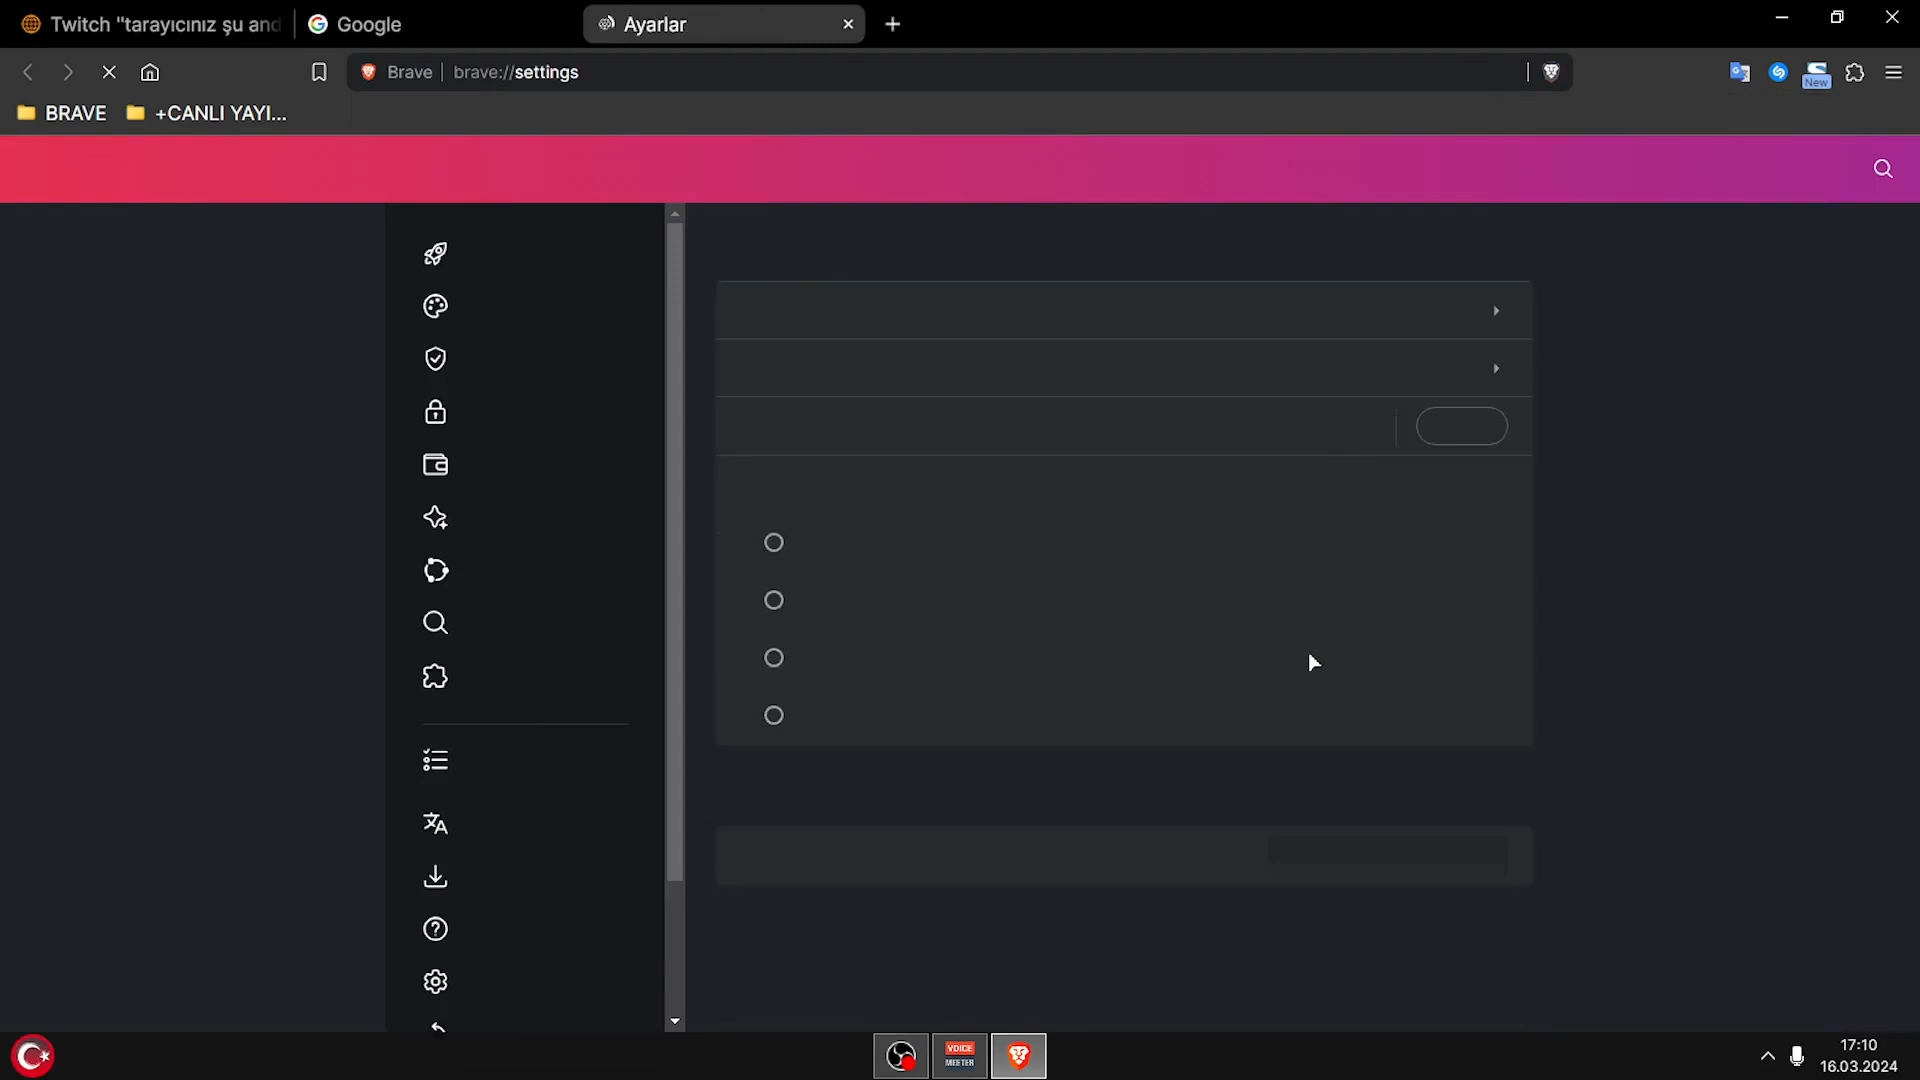 Twitch "tarayıcınız şu and
Google
Ayarlar
Brave
brave://settings
New
BRAVE
+CANLI YAYI...
VOICE
MEETER
17:10
16.03.2024